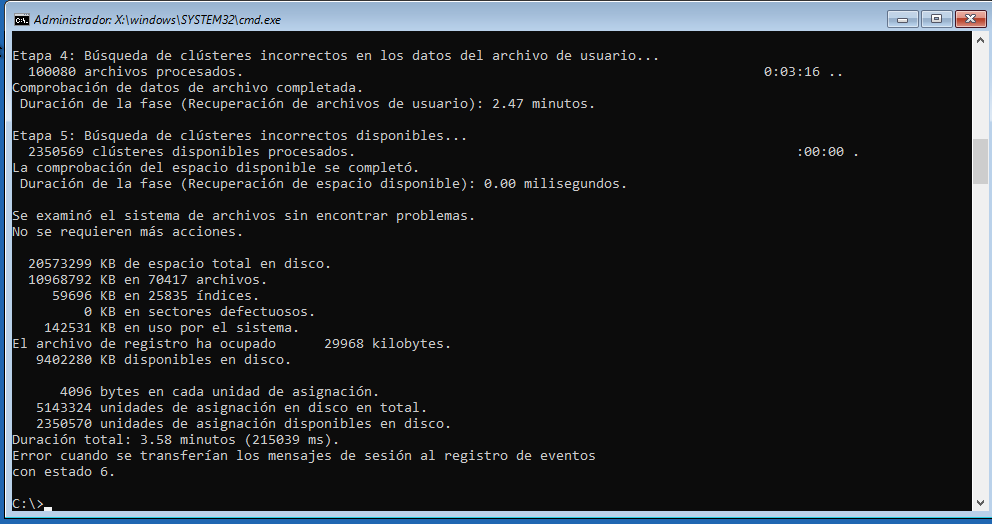 Administrador: X:\windows\SYSTEM32\cmd.exe
Etapa 4: Búsqueda de clústeres incorrectos en los datos del archivo de usuario...
  100080 archivos procesados. 0:03:16 ..
Comprobación de datos de archivo completada.
 Duración de la fase (Recuperación de archivos de usuario): 2.47 minutos.
Etapa 5: Búsqueda de clústeres incorrectos disponibles...
  2350569 clústeres disponibles procesados. :00:00 .
La comprobación del espacio disponible se completó.
 Duración de la fase (Recuperación de espacio disponible): 0.00 milisegundos.
Se examinó el sistema de archivos sin encontrar problemas.
No se requieren más acciones.
  20573299 KB de espacio total en disco.
  10968792 KB en 70417 archivos.
     59696 KB en 25835 índices.
         0 KB en sectores defectuosos.
    142531 KB en uso por el sistema.
El archivo de registro ha ocupado      29968 kilobytes.
   9402280 KB disponibles en disco.
      4096 bytes en cada unidad de asignación.
   5143324 unidades de asignación en disco en total.
   2350570 unidades de asignación disponibles en disco.
Duración total: 3.58 minutos (215039 ms).
Error cuando se transferían los mensajes de sesión al registro de eventos
con estado 6.
C:\>